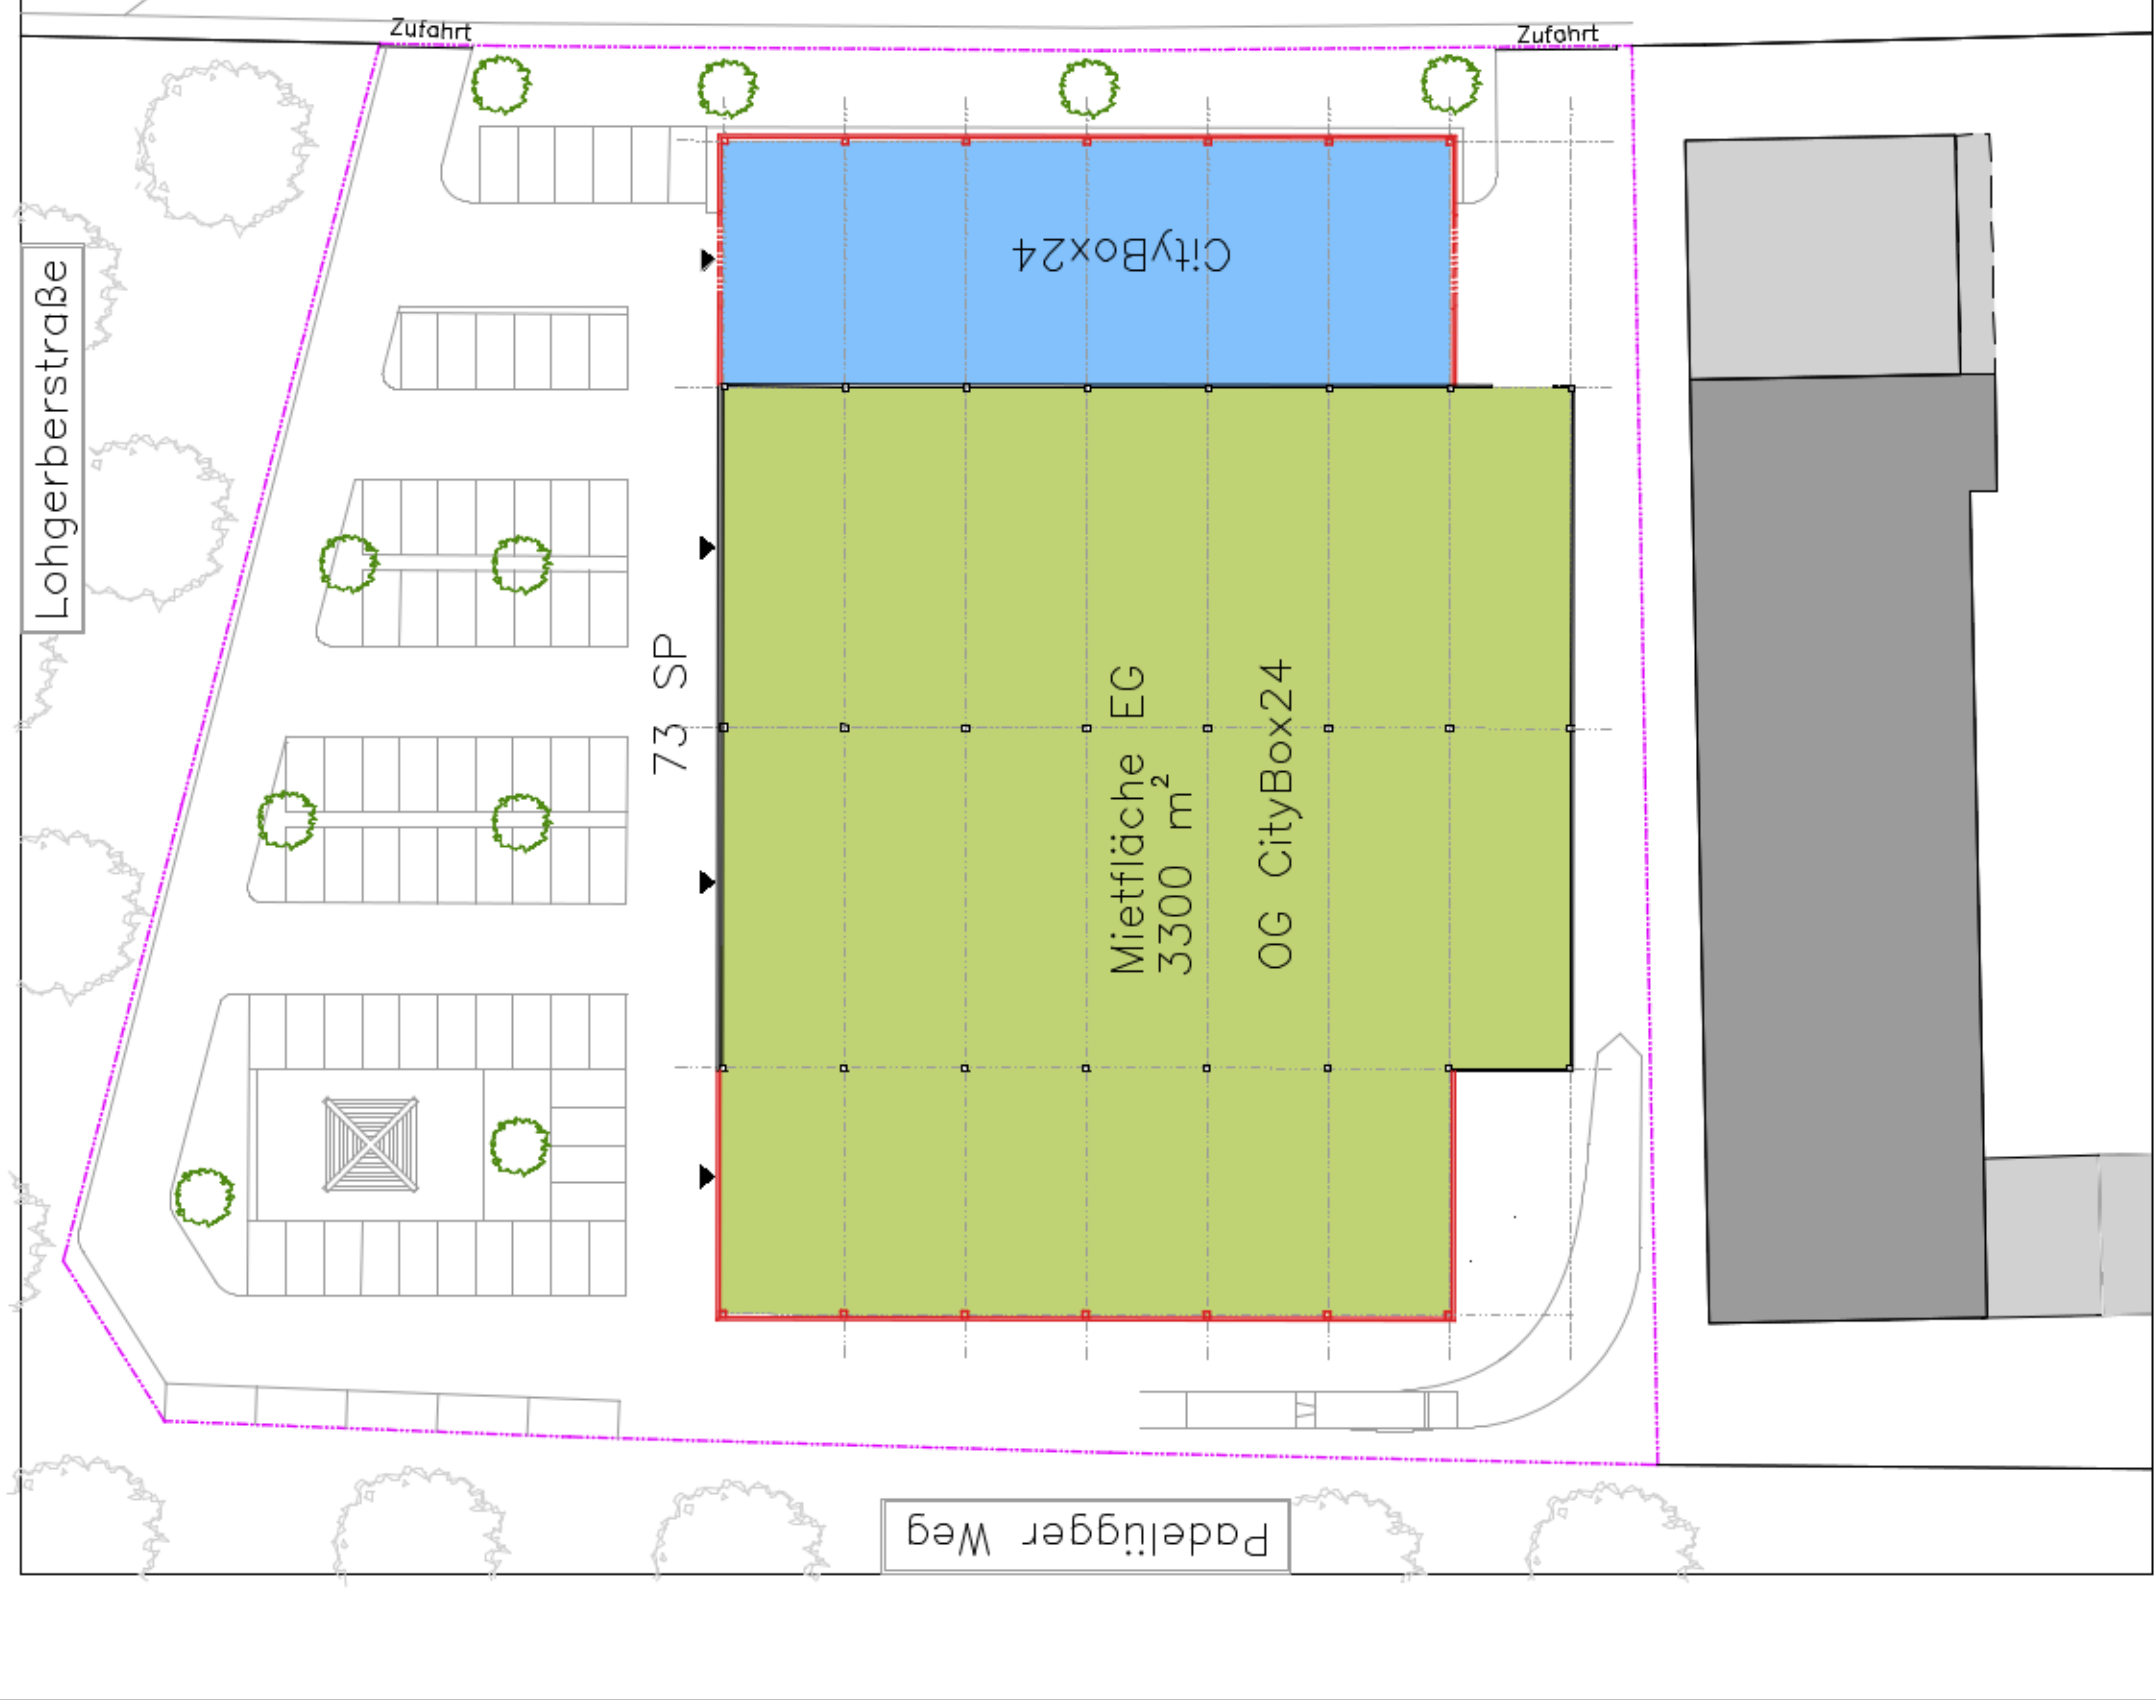 Zufahrt
Zufahrt
CityBox24
Lohgerberstraße
73 SP
Mietfläche EG
3300 m²
OG CityBox24
Padelügger Weg